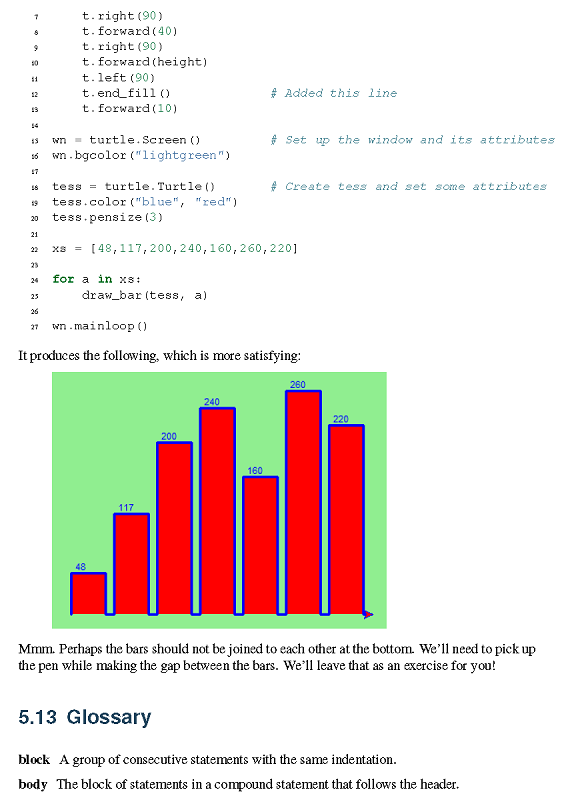 7 t.right(90)
8 t.forward(40)
9 t.right(90)
10 t.forward(height)
11 t.left(90)
12 t.end_fill() # Added this line
13 t.forward(10)
14
15 wn = turtle.Screen() # Set up the window and its attributes
16 wn.bgcolor("lightgreen")
17
18 tess = turtle.Turtle() # Create tess and set some attributes
19 tess.color("blue", "red")
20 tess.pensize(3)
21
22 xs = [48,117,200,240,160,260,220]
23
24 for a in xs:
25 draw_bar(tess, a)
26
27 wn.mainloop()
It produces the following, which is more satisfying:
260
240
220
200
160
117
48
Mmm. Perhaps the bars should not be joined to each other at the bottom. We'll need to pick up
the pen while making the gap between the bars. We'll leave that as an exercise for you!
5.13 Glossary
block A group of consecutive statements with the same indentation.
body The block of statements in a compound statement that follows the header.